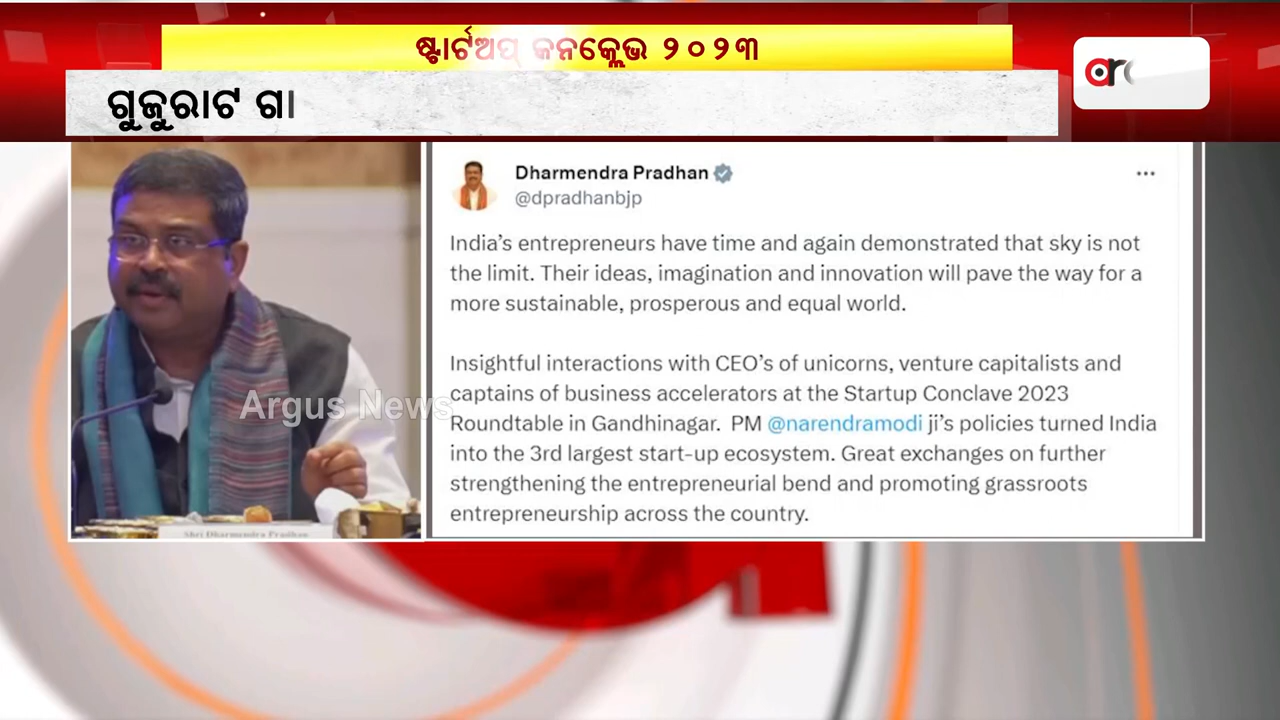 ଷ୍ଟାର୍ଟଅପ୍ କନକ୍ଲେଭ ୨୦୨୩
ଗୁଜୁରାଟ ଗା
Dharmendra Pradhan
@dpradhanbjp
India’s entrepreneurs have time and again demonstrated that sky is not
the limit. Their ideas, imagination and innovation will pave the way for a
more sustainable, prosperous and equal world.
Insightful interactions with CEO’s of unicorns, venture capitalists and
captains of business accelerators at the Startup Conclave 2023
Roundtable in Gandhinagar. PM @narendramodi ji’s policies turned India
into the 3rd largest start-up ecosystem. Great exchanges on further
strengthening the entrepreneurial bend and promoting grassroots
entrepreneurship across the country.
Argus News
Shri Dharmendra Pradhan